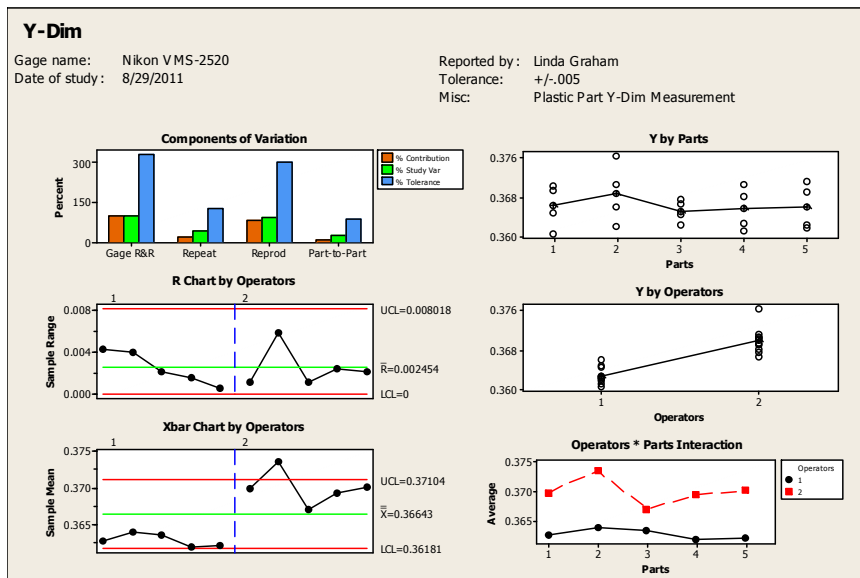 Y-Dim
Gage name: Nikon VMS-2520
Date of study: 8/29/2011
Reported by: Linda Graham
Tolerance: +/-.005
Misc: Plastic Part Y-Dim Measurement
Components of Variation
Percent
300
150
0
Gage R&R Repeat Reprod Part-to-Part
% Contribution
% Study Var
% Tolerance
Y by Parts
0.376
0.368
0.360
1 2 3 4 5
Parts
R Chart by Operators
1 2
Sample Range
0.008
0.004
0.000
UCL=0.008018
R=0.002454
LCL=0
Y by Operators
0.376
0.368
0.360
1 2
Operators
Xbar Chart by Operators
1 2
Sample Mean
0.375
0.370
0.365
UCL=0.37104
X=0.36643
LCL=0.36181
Operators * Parts Interaction
Average
0.375
0.370
0.365
1 2 3 4 5
Parts
Operators
1
2